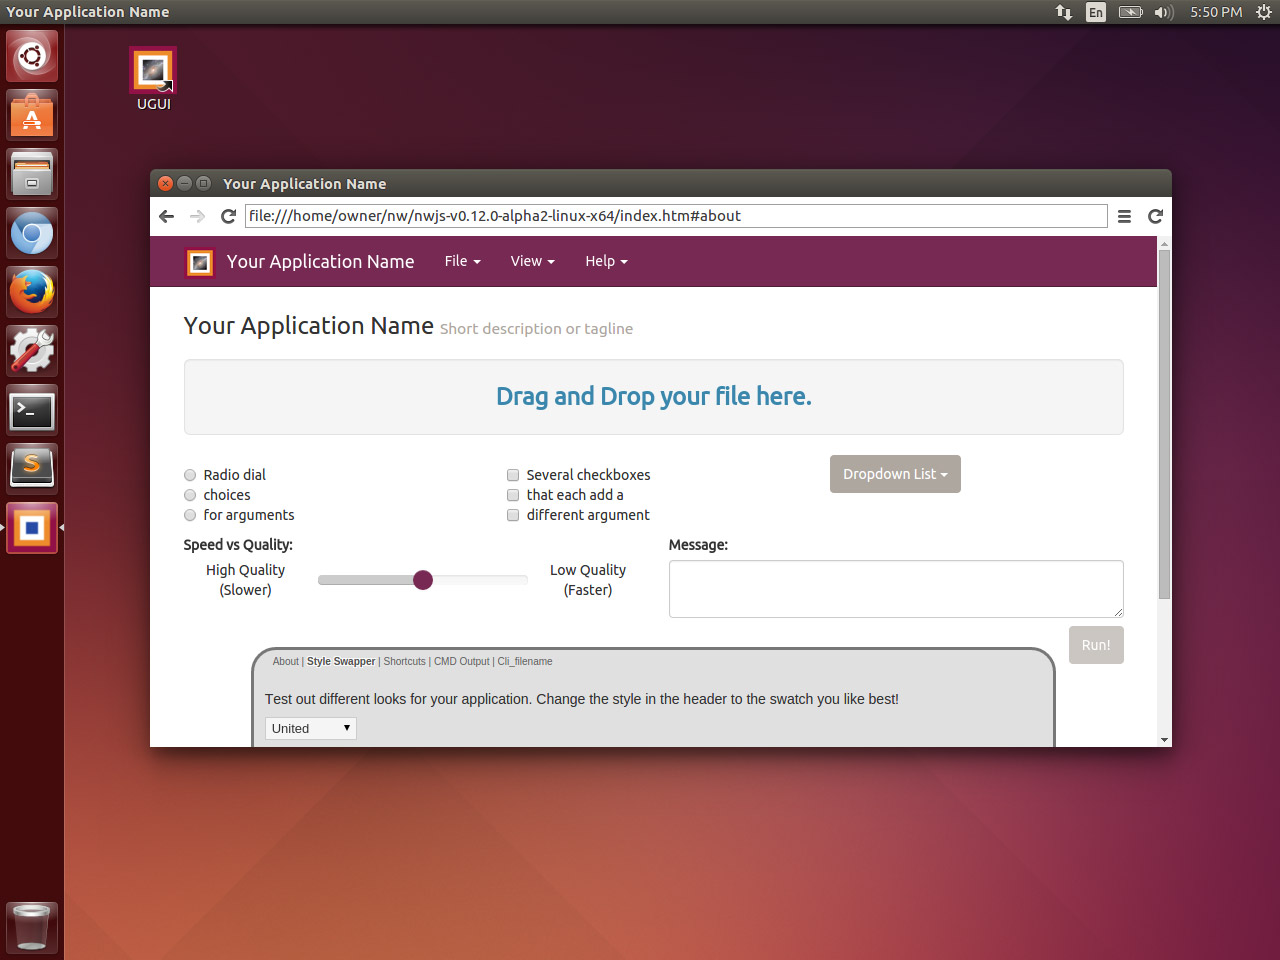 Your Application Name
En
5:50 PM
UGUI
Your Application Name
file:///home/owner/nw/nwjs-v0.12.0-alpha2-linux-x64/index.htm#about
Your Application Name File View Help
Your Application Name Short description or tagline
Drag and Drop your file here.
Radio dial
choices
for arguments
Several checkboxes
that each add a
different argument
Dropdown List
Speed vs Quality:
High Quality
(Slower)
Low Quality
(Faster)
Message:
Run!
About | Style Swapper | Shortcuts | CMD Output | Cli_filename
Test out different looks for your application. Change the style in the header to the swatch you like best!
United